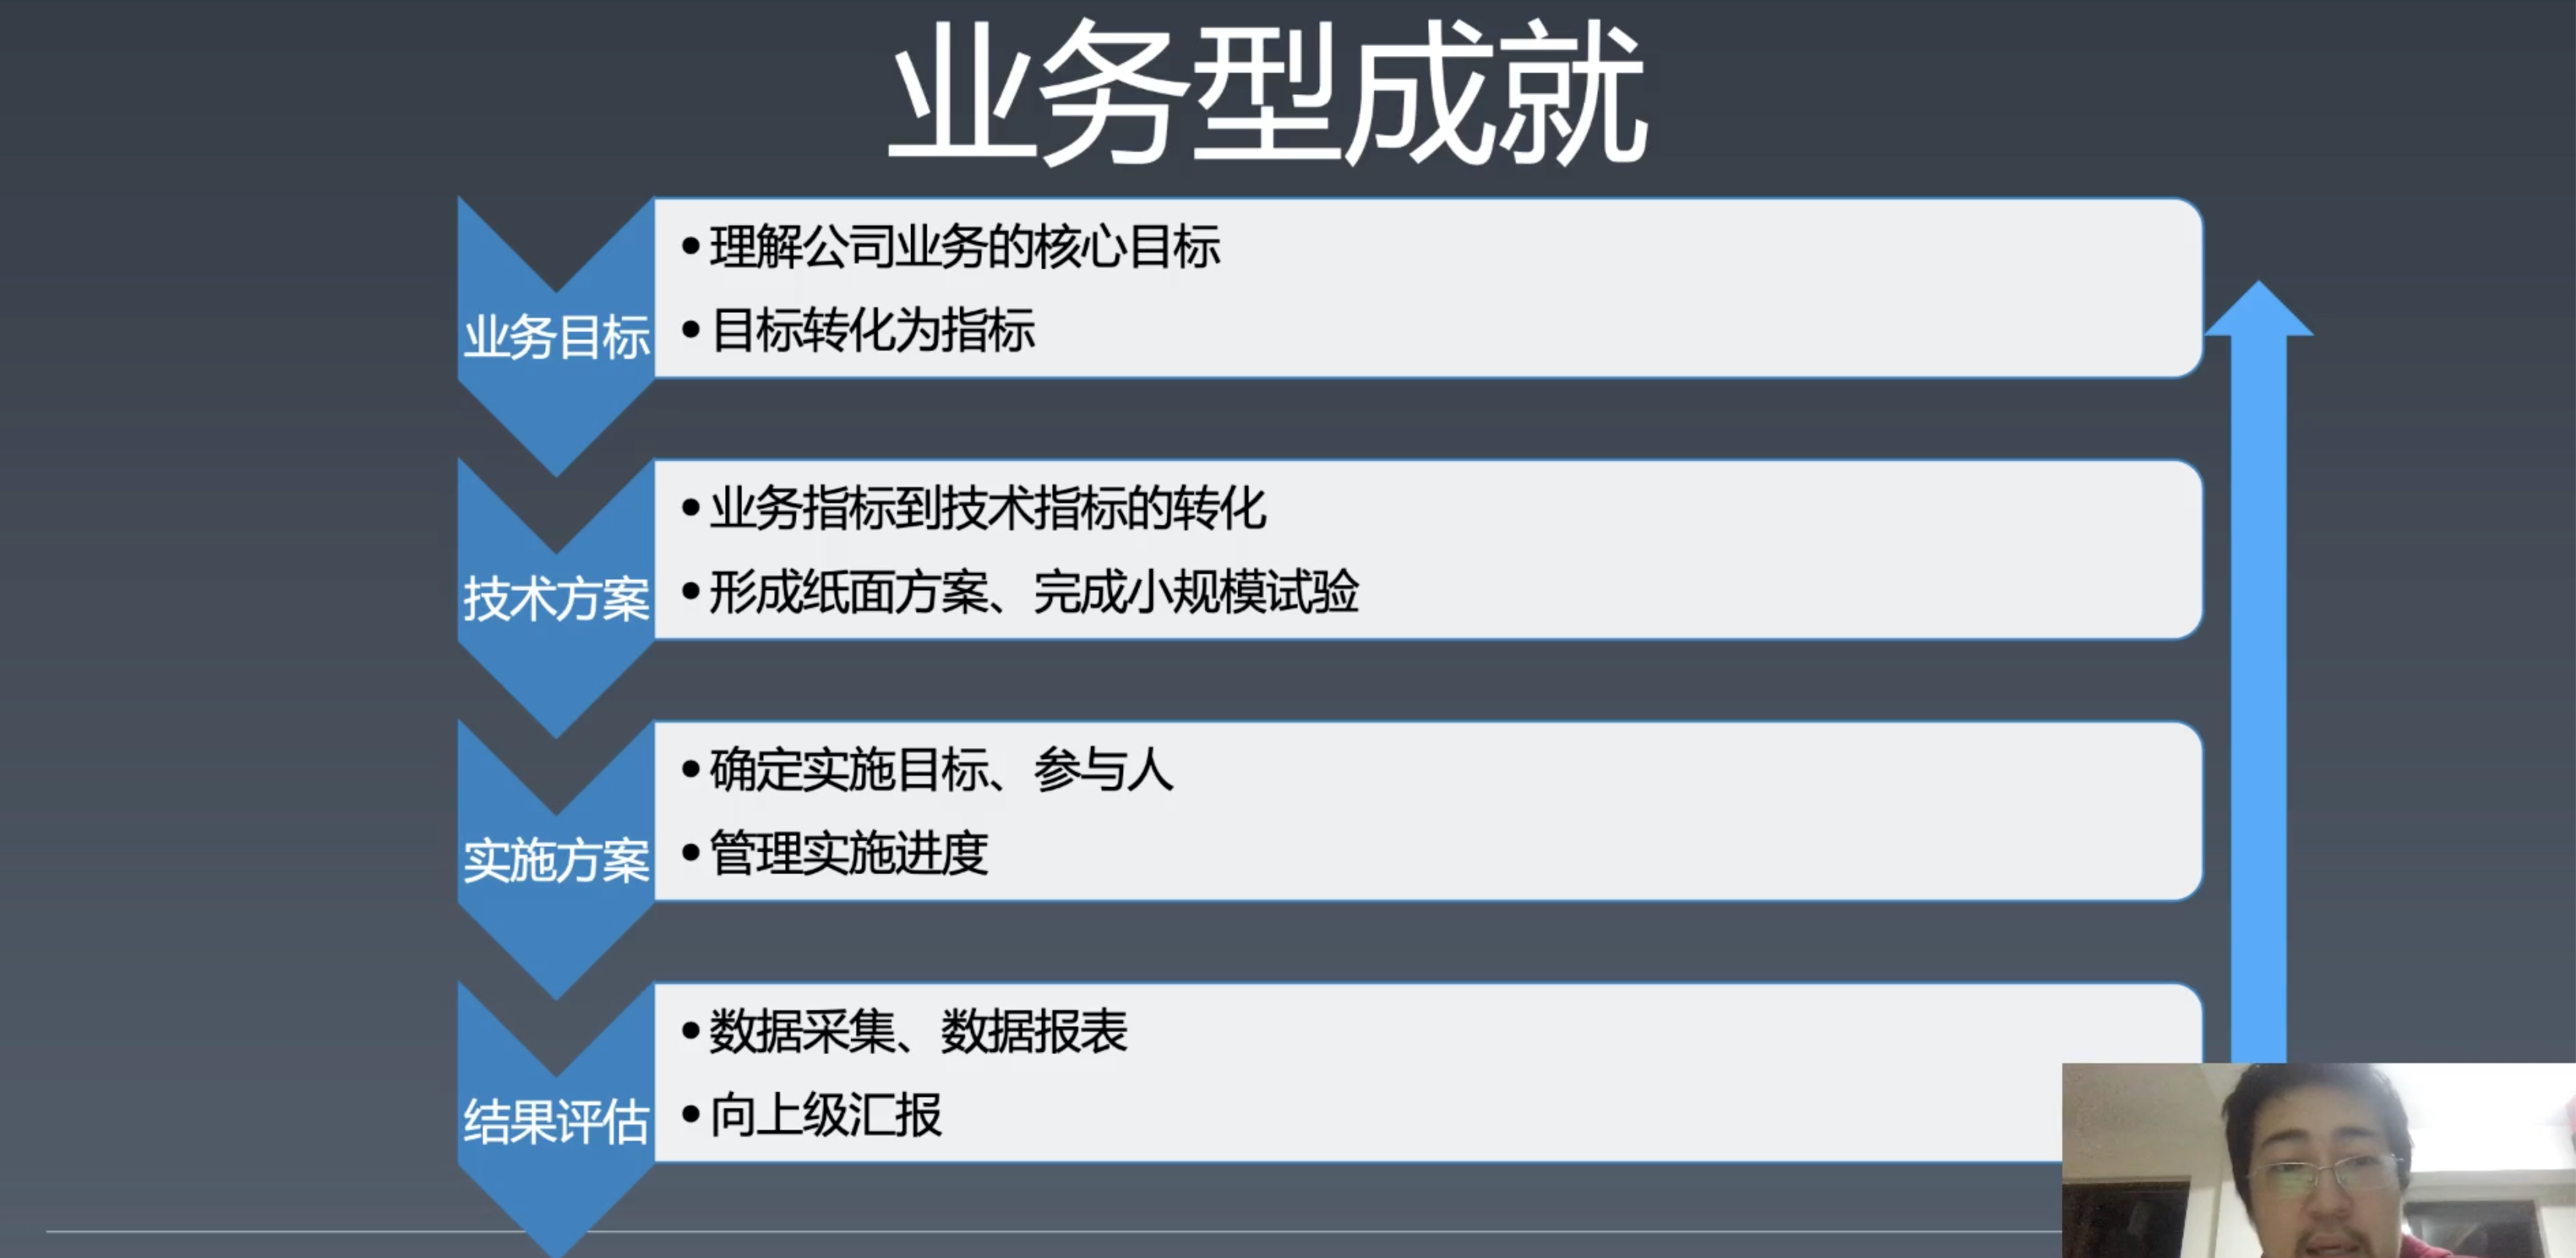 业务型成就
业务目标
•理解公司业务的核心目标
•目标转化为指标
技术方案
•业务指标到技术指标的转化
•形成纸面方案、完成小规模试验
实施方案
•确定实施目标、参与人
•管理实施进度
结果评估
•数据采集、数据报表
•向上级汇报